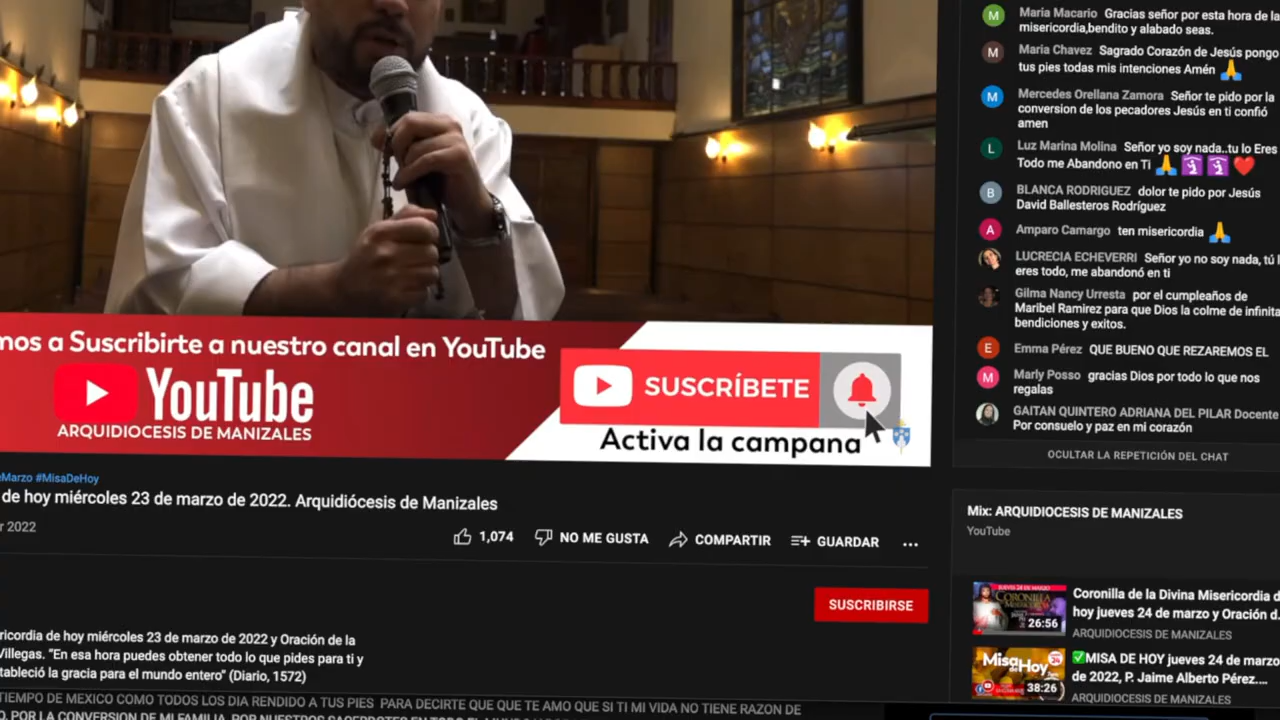 Maria Macario Gracias señor por esta hora de la
misericordia,bendito y alabado seas.
Maria Chavez Sagrado Corazón de Jesús pongo
tus pies todas mis intenciones Amén 🙏
Mercedes Orellana Zamora Señor te pido por la
conversion de los pecadores Jesús en ti confió
amen
Luz Marina Molina Señor yo soy nada..tu lo Eres
Todo me Abandono en Ti 🙏🛐🛐❤️
BLANCA RODRIGUEZ dolor te pido por Jesús
David Ballesteros Rodríguez
Amparo Camargo ten misericordia 🙏
LUCRECIA ECHEVERRI Señor yo no soy nada, tú
eres todo, me abandonó en ti
Gilma Nancy Urresta por el cumpleaños de
Maribel Ramirez para que Dios la colme de infinita
bendiciones y exitos.
Emma Pérez QUE BUENO QUE REZAREMOS EL
Marly Posso gracias Dios por todo lo que nos
regalas
GAITAN QUINTERO ADRIANA DEL PILAR Docente
Por consuelo y paz en mi corazón
OCULTAR LA REPETICIÓN DEL CHAT
mos a Suscribirte a nuestro canal en YouTube
YouTube
ARQUIDIOCESIS DE MANIZALES
SUSCRÍBETE
Activa la campana
eMarzo #MisaDeHoy
de hoy miércoles 23 de marzo de 2022. Arquidiócesis de Manizales
r 2022
1,074 NO ME GUSTA COMPARTIR GUARDAR ...
SUSCRIBIRSE
ricordia de hoy miércoles 23 de marzo de 2022 y Oración de la
Villegas. "En esa hora puedes obtener todo lo que pides para ti y
tableció la gracia para el mundo entero" (Diario, 1572)
TIEMPO DE MEXICO COMO TODOS LOS DIA RENDIDO A TUS PIES PARA DECIRTE QUE QUE TE AMO QUE SI TI MI VIDA NO TIENE RAZON DE
Mix: ARQUIDIOCESIS DE MANIZALES
YouTube
Coronilla de la Divina Misericordia d
hoy jueves 24 de marzo y Oración d.
ARQUIDIOCESIS DE MANIZALES
JUEVES 24 DE MARZO
CORONILLA
26:56
✅MISA DE HOY jueves 24 de marzo
de 2022, P. Jaime Alberto Pérez....
ARQUIDIOCESIS DE MANIZALES
Misa Hoy
38:26